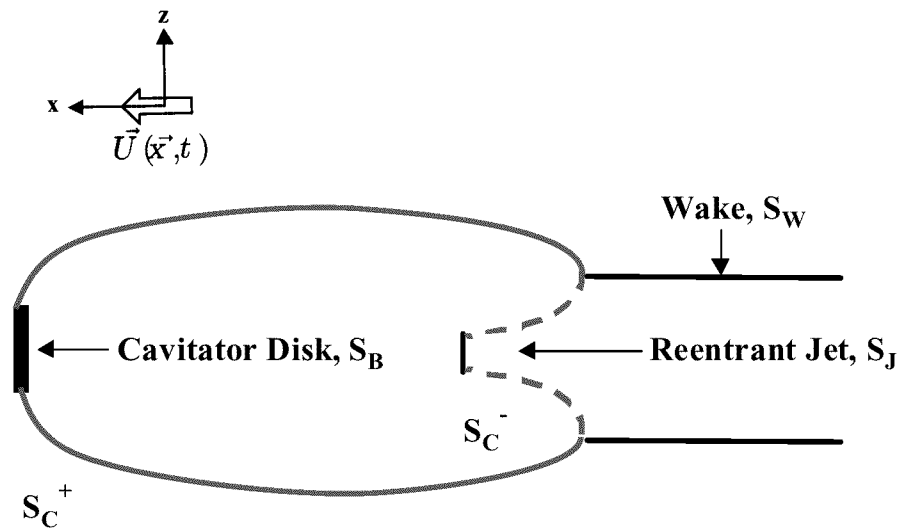 z
x
U⃗(x⃗,t)
Wake, S_W
Cavitator Disk, S_B
Reentrant Jet, S_J
S_C^-
S_C^+